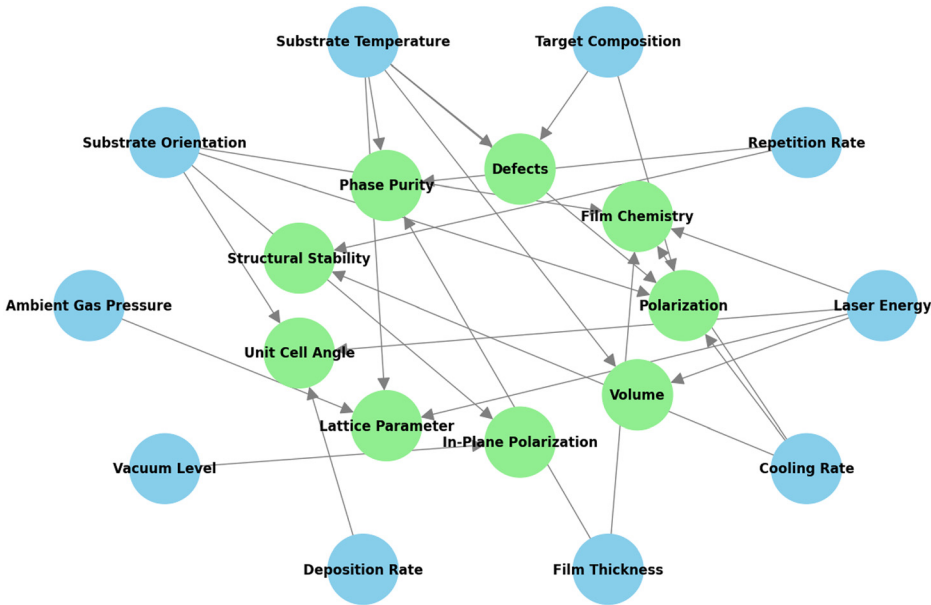 Substrate Temperature
Target Composition
Substrate Orientation
Repetition Rate
Defects
Phase Purity
Film Chemistry
Structural Stability
Ambient Gas Pressure
Polarization
Laser Energy
Unit Cell Angle
Volume
Lattice Parameter
In-Plane Polarization
Vacuum Level
Cooling Rate
Deposition Rate
Film Thickness